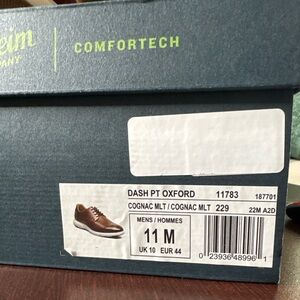 eim
PANY
COMFORTECH
DASH PT OXFORD 11783 187701
COGNAC MLT / COGNAC MLT 229 22M A2D
MENS / HOMMES
11 M
UK 10 EUR 44
0 23936 48996 1